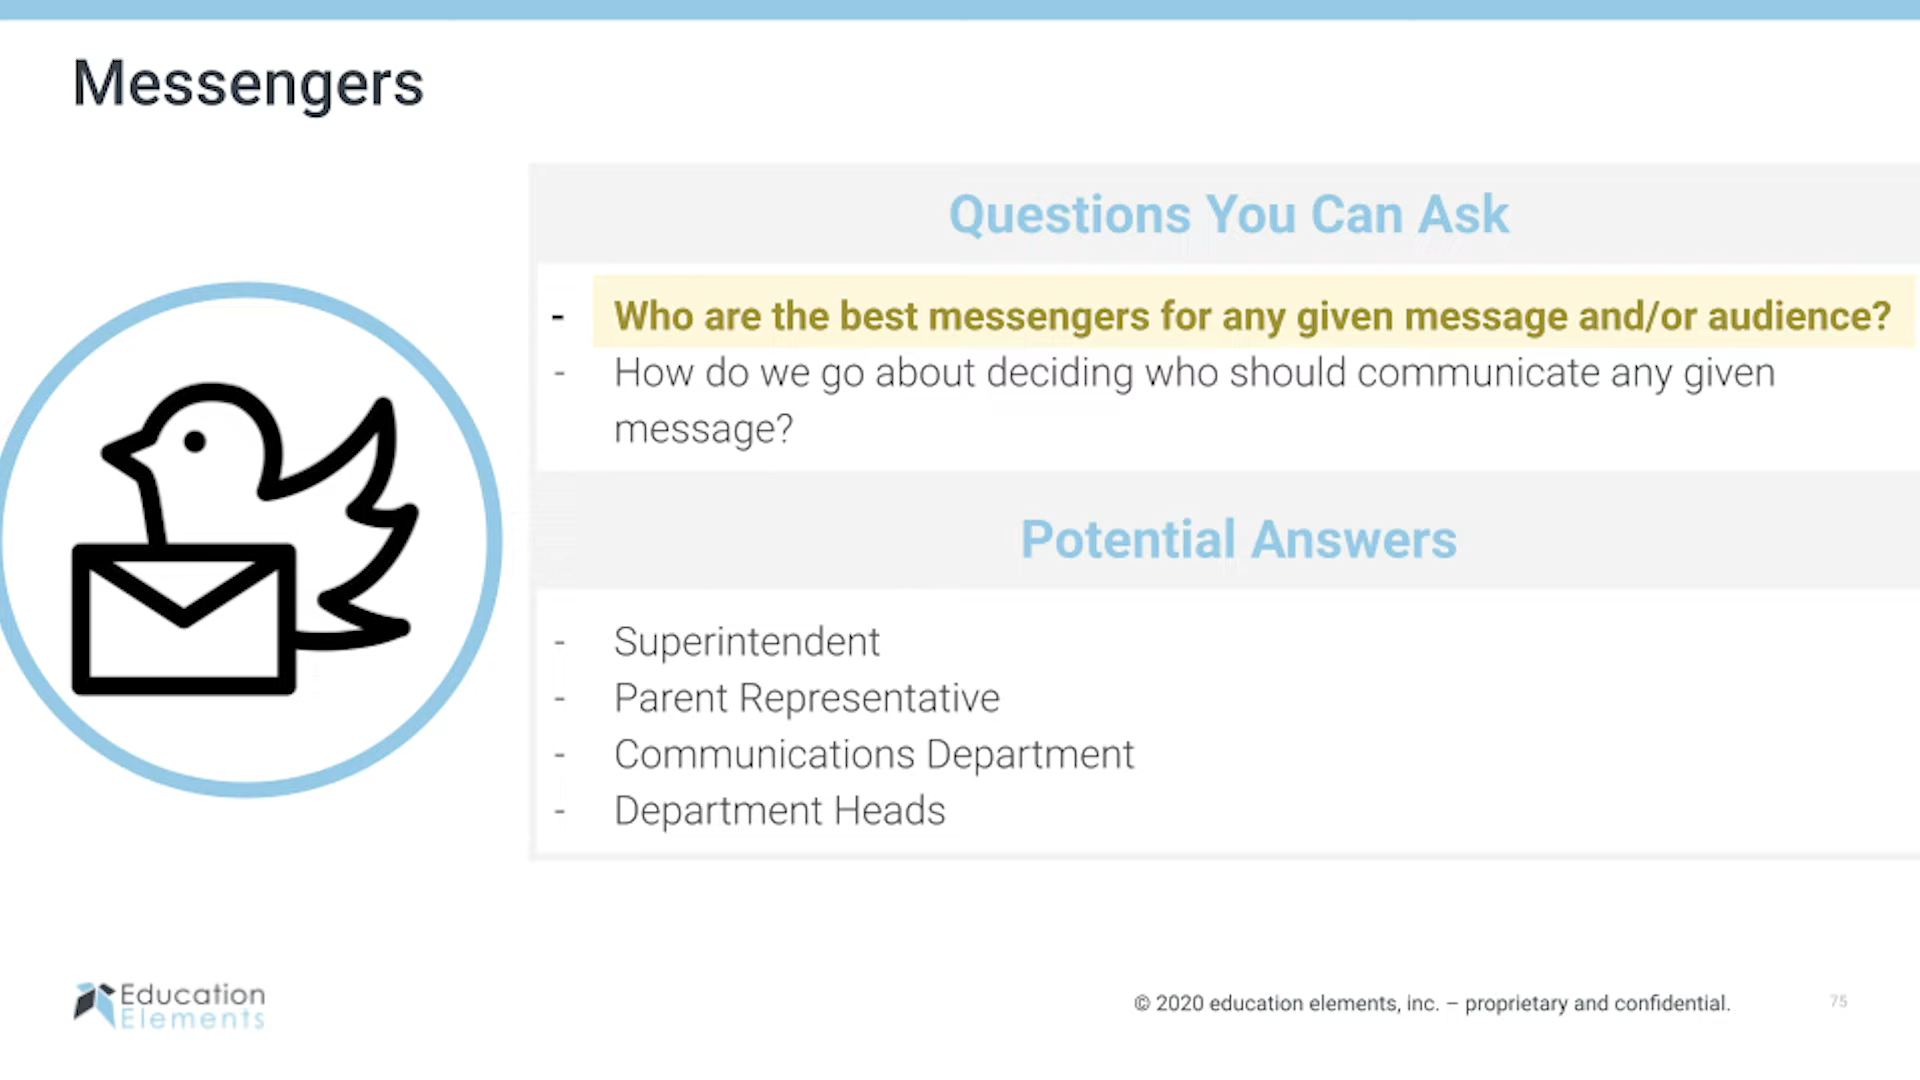 Messengers
Questions You Can Ask
- Who are the best messengers for any given message and/or audience?
- How do we go about deciding who should communicate any given
message?
Potential Answers
- Superintendent
- Parent Representative
- Communications Department
- Department Heads
Education
Elements
© 2020 education elements, inc. – proprietary and confidential.
75